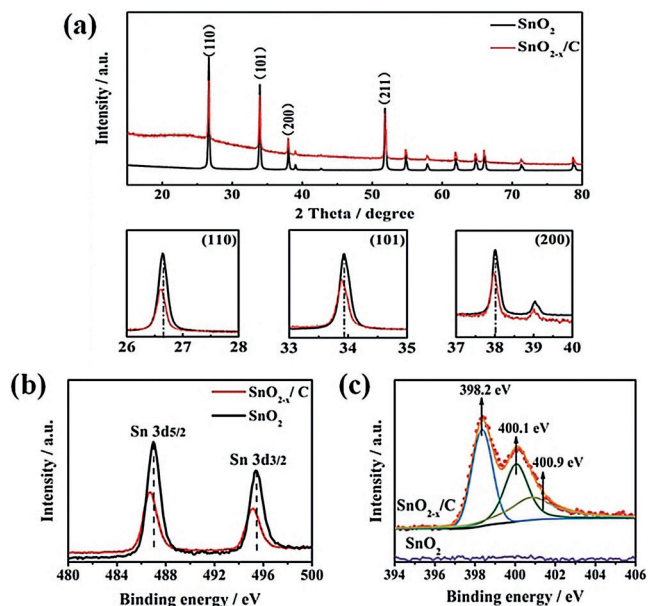 (a)
SnO₂
SnO₂₋ₓ/C
Intensity / a.u.
(110)
(101)
(200)
(211)
20 30 40 50 60 70 80
2 Theta / degree
(110)
26 27 28
(101)
33 34 35
(200)
37 38 39 40
(b)
SnO₂₋ₓ/ C
SnO₂
Sn 3d5/2
Sn 3d3/2
Intensity / a.u.
480 484 488 492 496 500
Binding energy / eV
(c)
398.2 eV
400.1 eV
400.9 eV
SnO₂₋ₓ/C
SnO₂
Intensity / a.u.
394 396 398 400 402 404 406
Binding energy / eV